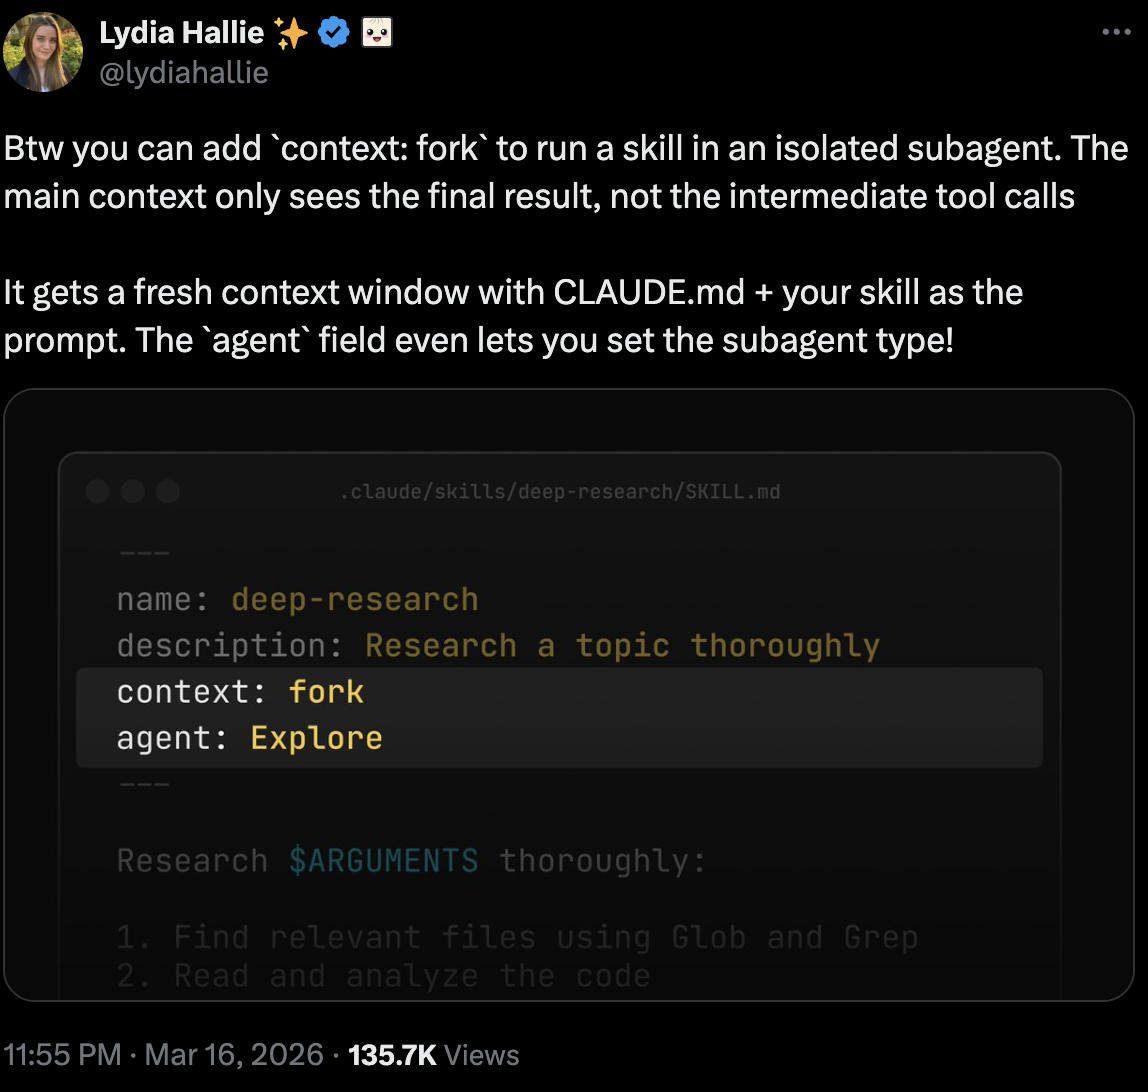 Lydia Hallie ✨
@lydiahallie
Btw you can add `context: fork` to run a skill in an isolated subagent. The
main context only sees the final result, not the intermediate tool calls
It gets a fresh context window with CLAUDE.md + your skill as the
prompt. The `agent` field even lets you set the subagent type!
.claude/skills/deep-research/SKILL.md
---
name: deep-research
description: Research a topic thoroughly
context: fork
agent: Explore
---
Research $ARGUMENTS thoroughly:
1. Find relevant files using Glob and Grep
2. Read and analyze the code
11:55 PM · Mar 16, 2026 · 135.7K Views